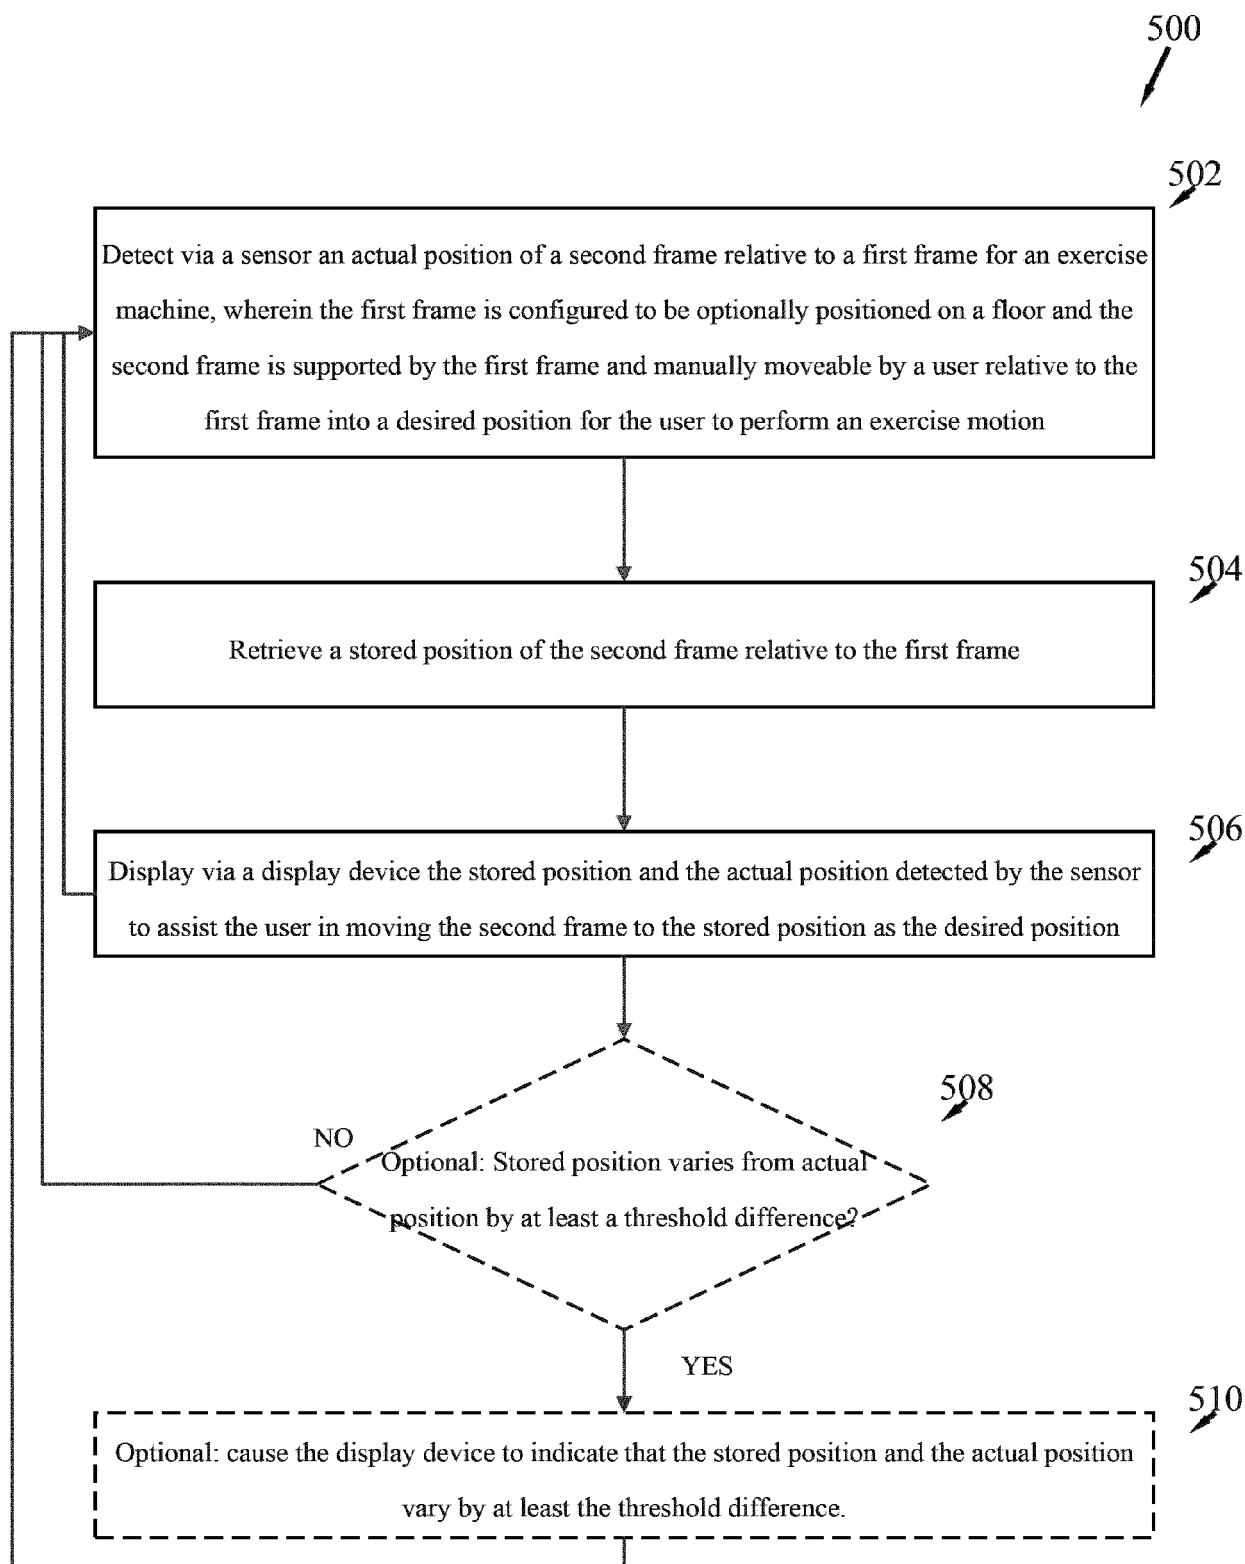 500
502
Detect via a sensor an actual position of a second frame relative to a first frame for an exercise
machine, wherein the first frame is configured to be optionally positioned on a floor and the
second frame is supported by the first frame and manually moveable by a user relative to the
first frame into a desired position for the user to perform an exercise motion
504
Retrieve a stored position of the second frame relative to the first frame
506
Display via a display device the stored position and the actual position detected by the sensor
to assist the user in moving the second frame to the stored position as the desired position
508
NO
Optional: Stored position varies from actual
position by at least a threshold difference?
YES
510
Optional: cause the display device to indicate that the stored position and the actual position
vary by at least the threshold difference.